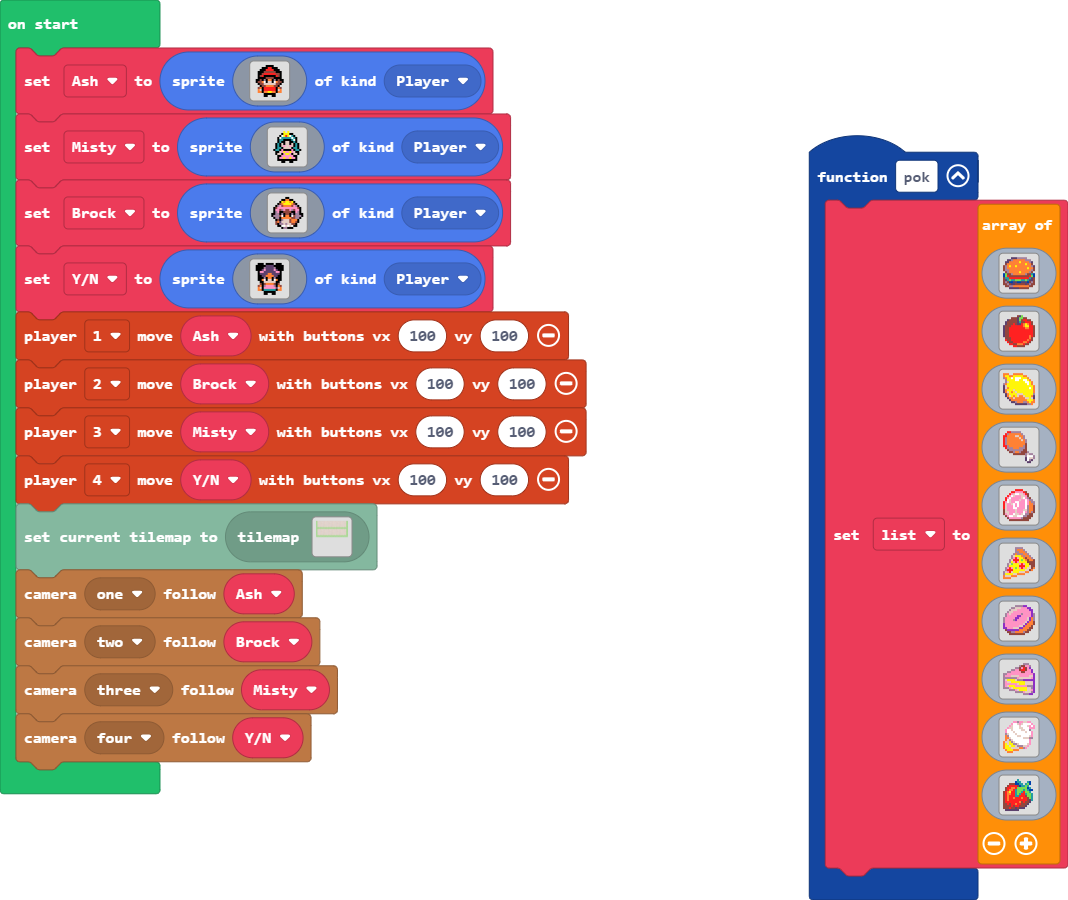 on start
set Ash to sprite of kind Player
set Misty to sprite of kind Player
set Brock to sprite of kind Player
set Y/N to sprite of kind Player
player 1 move Ash with buttons vx 100 vy 100
player 2 move Brock with buttons vx 100 vy 100
player 3 move Misty with buttons vx 100 vy 100
player 4 move Y/N with buttons vx 100 vy 100
set current tilemap to tilemap
camera one follow Ash
camera two follow Brock
camera three follow Misty
camera four follow Y/N
function pok
array of
set list to